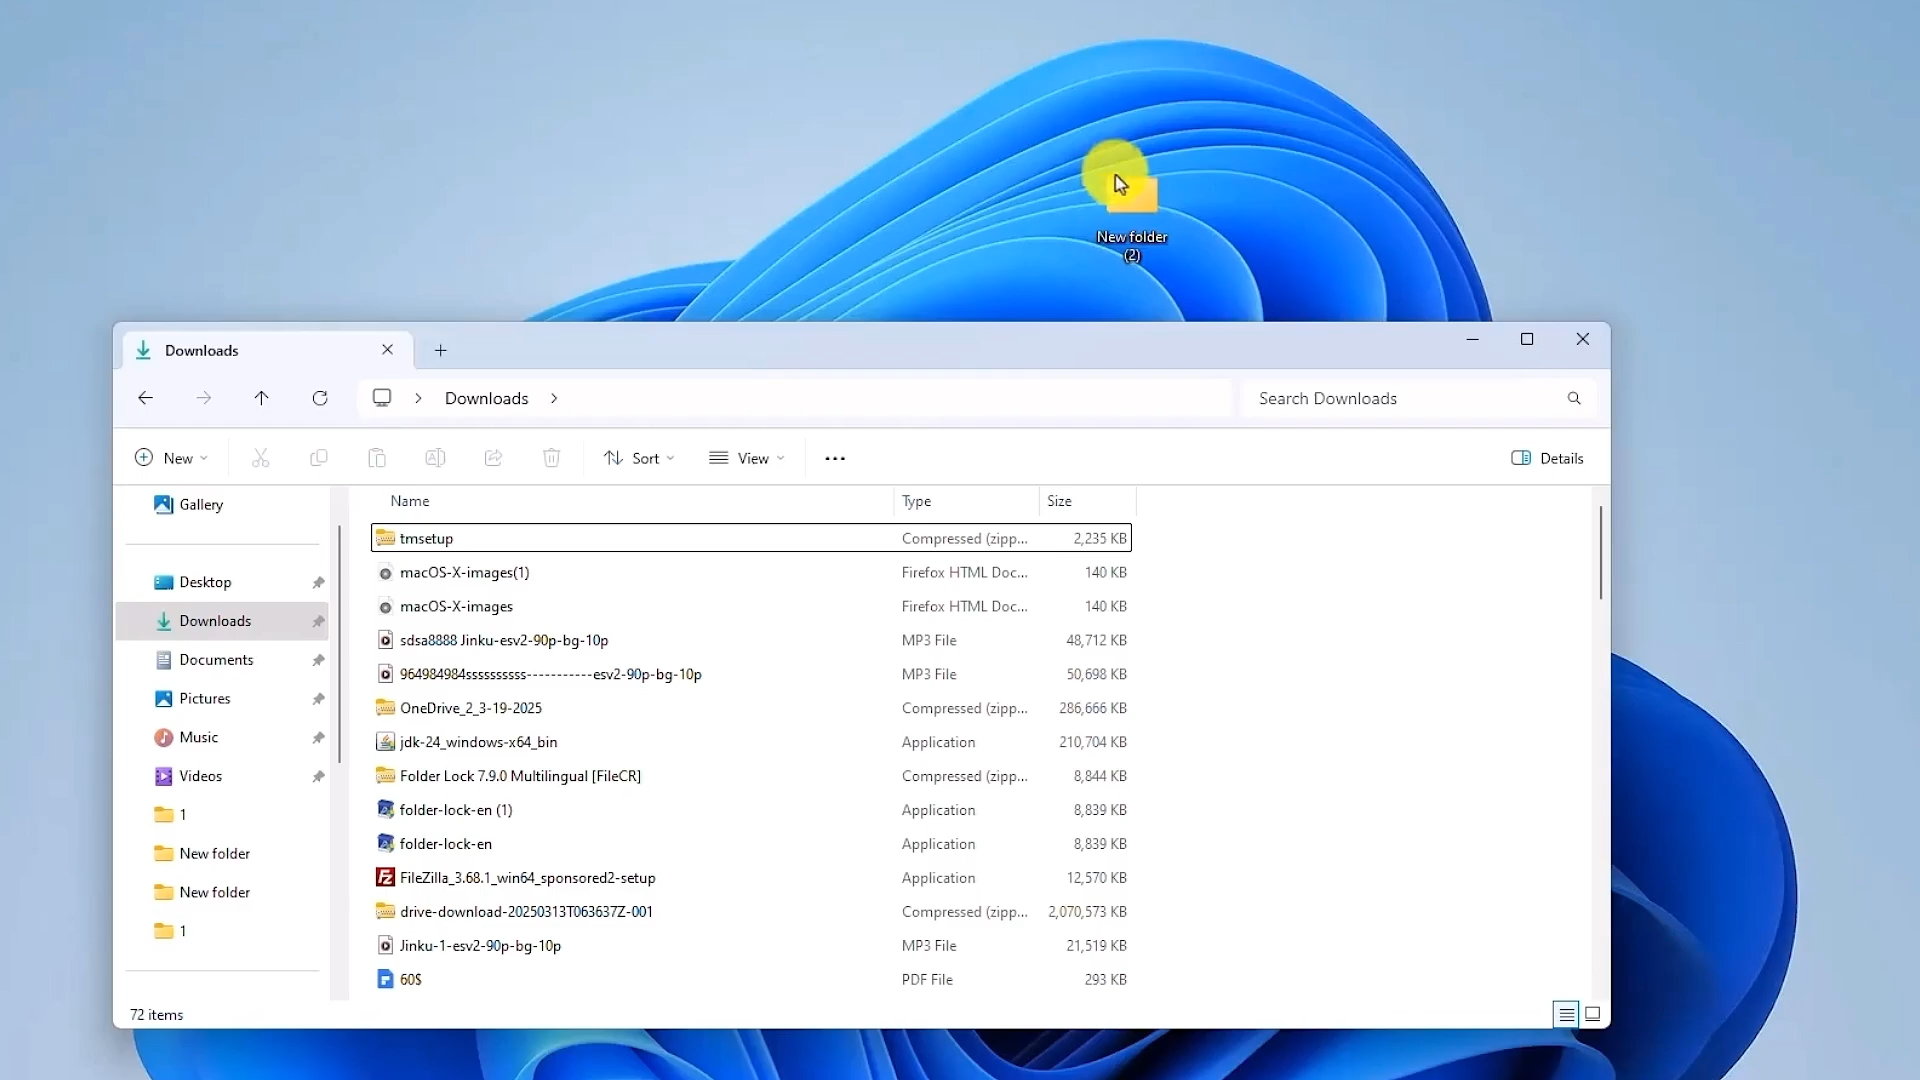 New folder
(2)
Downloads
Downloads
Search Downloads
New
Sort
View
Details
Gallery
Desktop
Downloads
Documents
Pictures
Music
Videos
1
New folder
New folder
1
Name Type Size
tmsetup Compressed (zipp... 2,235 KB
macOS-X-images(1) Firefox HTML Doc... 140 KB
macOS-X-images Firefox HTML Doc... 140 KB
sdsa8888 Jinku-esv2-90p-bg-10p MP3 File 48,712 KB
964984984ssssssssss-----------esv2-90p-bg-10p MP3 File 50,698 KB
OneDrive_2_3-19-2025 Compressed (zipp... 286,666 KB
jdk-24_windows-x64_bin Application 210,704 KB
Folder Lock 7.9.0 Multilingual [FileCR] Compressed (zipp... 8,844 KB
folder-lock-en (1) Application 8,839 KB
folder-lock-en Application 8,839 KB
FileZilla_3.68.1_win64_sponsored2-setup Application 12,570 KB
drive-download-20250313T063637Z-001 Compressed (zipp... 2,070,573 KB
Jinku-1-esv2-90p-bg-10p MP3 File 21,519 KB
60$ PDF File 293 KB
72 items